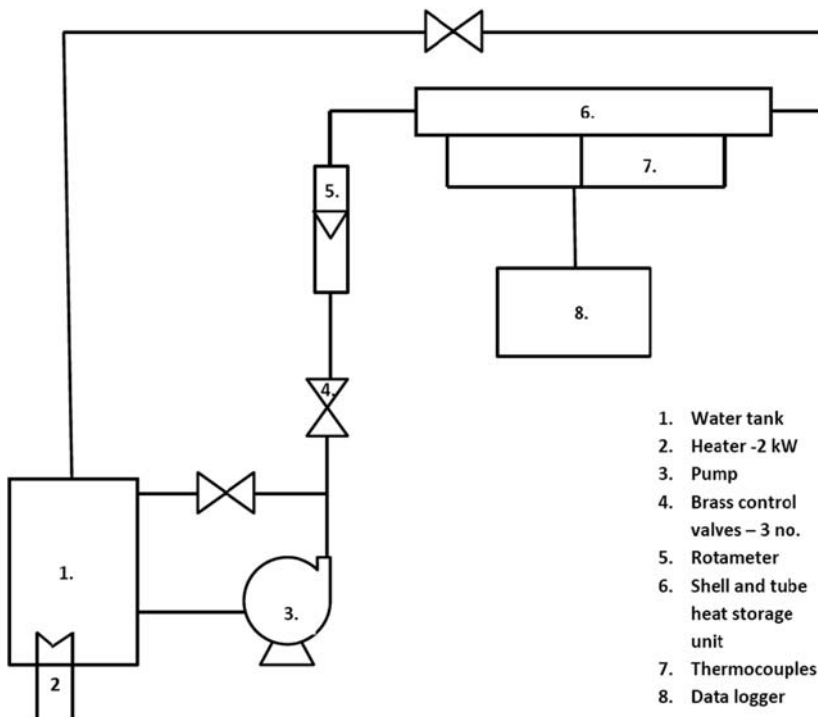 6.
7.
5.
8.
4.
1.
3.
2
1. Water tank
2. Heater -2 kW
3. Pump
4. Brass control
valves – 3 no.
5. Rotameter
6. Shell and tube
heat storage
unit
7. Thermocouples
8. Data logger